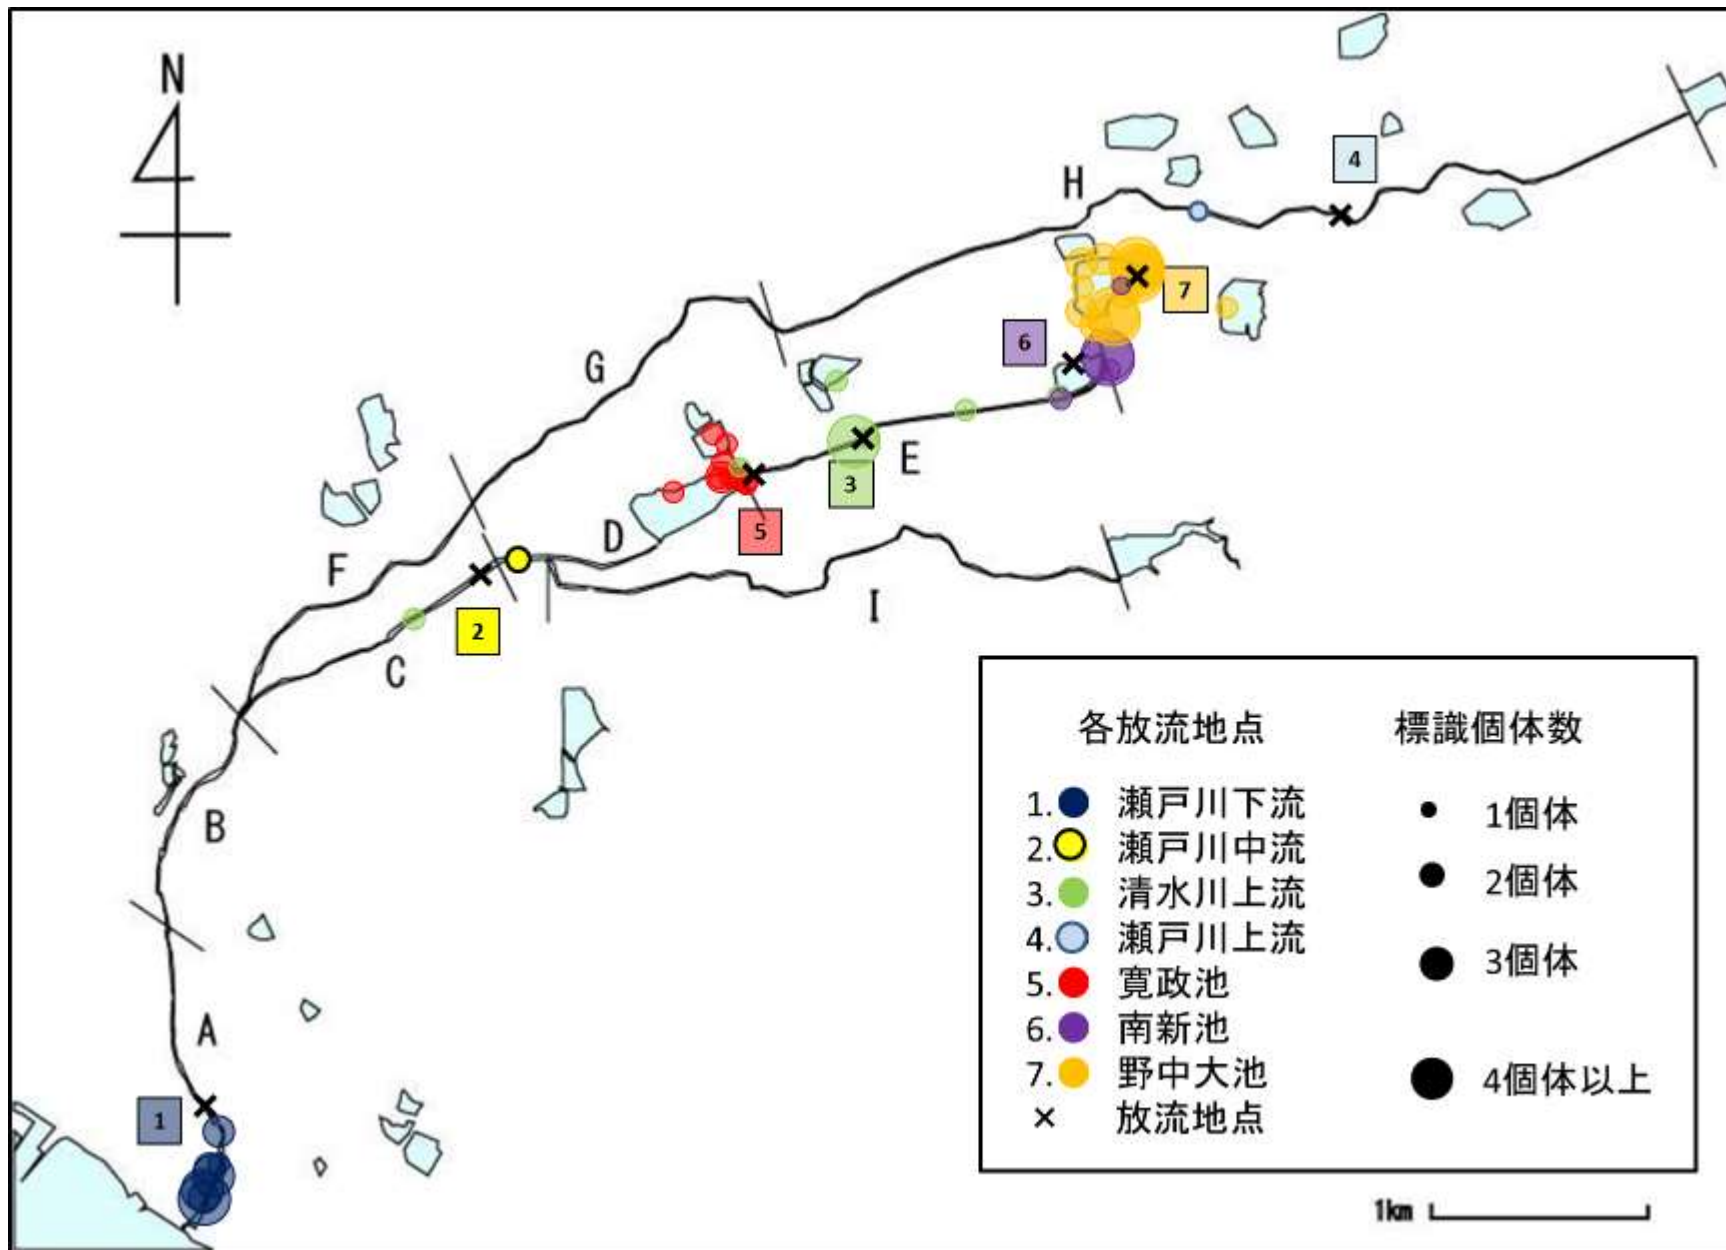 N
4
H
7
6
G
E
3
D
5
F
I
2
C
B
A
1
各放流地点
標識個体数
1. 瀬戸川下流
2. 瀬戸川中流
3. 清水川上流
4. 瀬戸川上流
5. 寛政池
6. 南新池
7. 野中大池
× 放流地点
1個体
2個体
3個体
4個体以上
1km